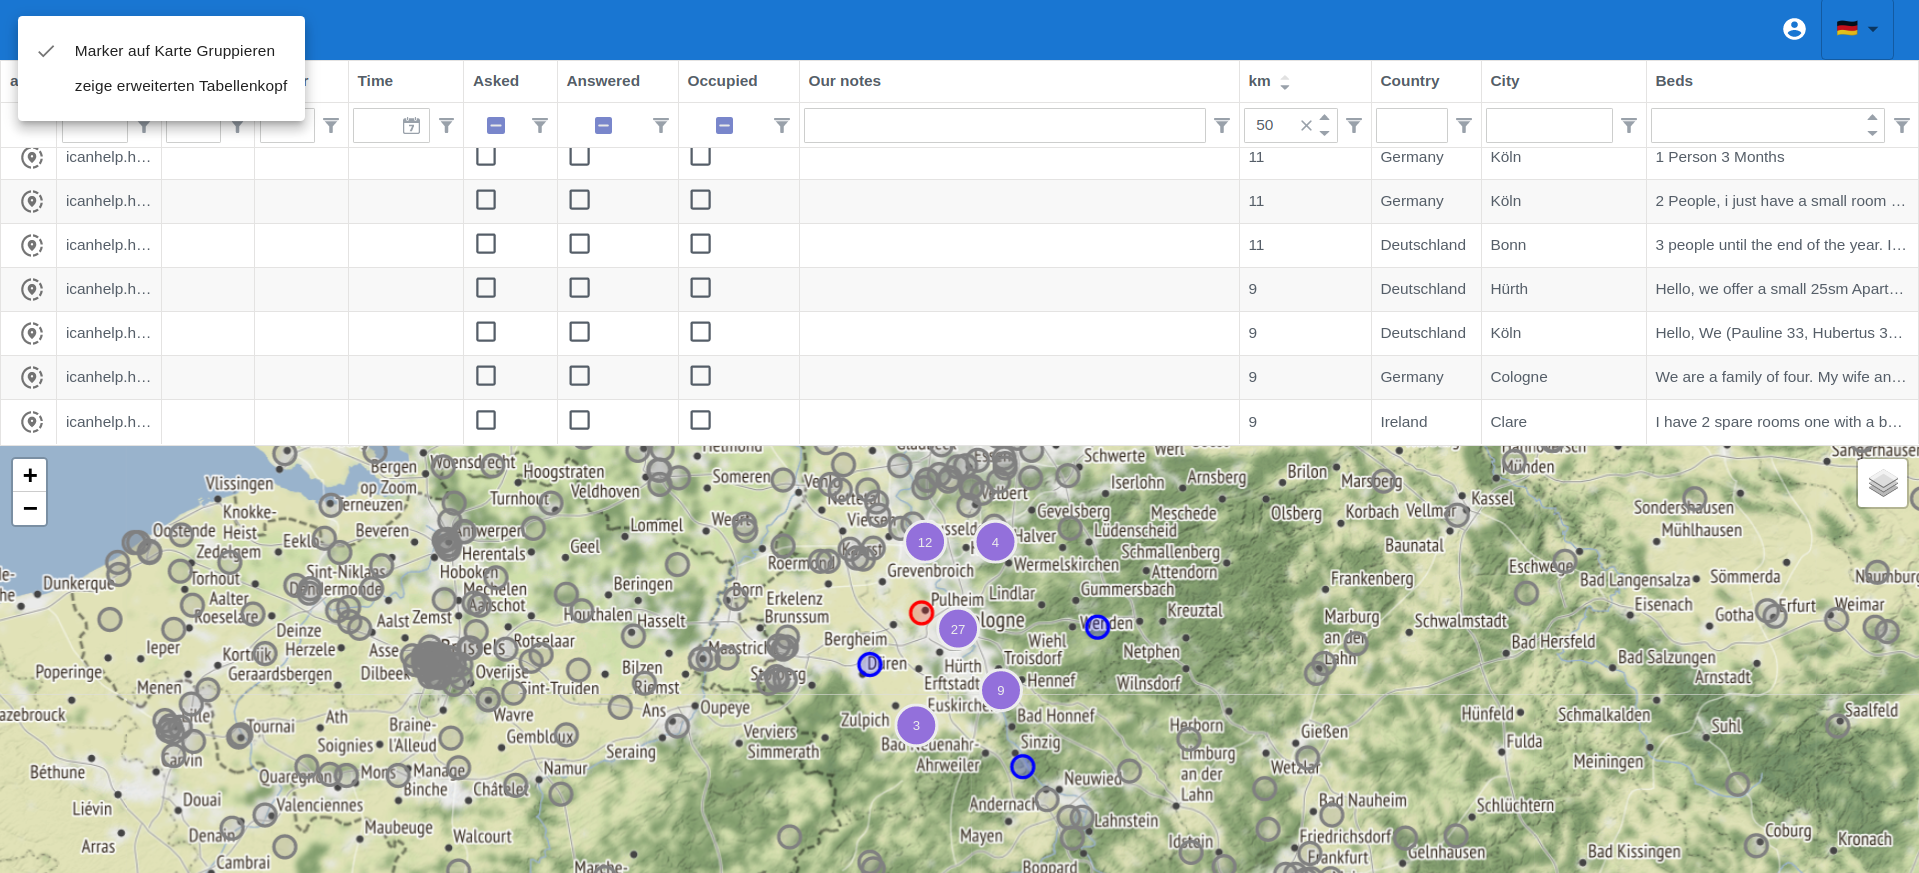 Marker auf Karte Gruppieren
zeige erweiterten Tabellenkopf
Time Asked Answered Occupied Our notes km Country City Beds
7 50
icanhelp.h… 11 Germany Köln 1 Person 3 Months
icanhelp.h… 11 Germany Köln 2 People, i just have a small room …
icanhelp.h… 11 Deutschland Bonn 3 people until the end of the year. I…
icanhelp.h… 9 Deutschland Hürth Hello, we offer a small 25sm Apart…
icanhelp.h… 9 Deutschland Köln Hello, We (Pauline 33, Hubertus 3…
icanhelp.h… 9 Germany Cologne We are a family of four. My wife an…
icanhelp.h… 9 Ireland Clare I have 2 spare rooms one with a b…
+
−
Helmond
Schwerte
Werl
Sangerhausen
Bergen
op Zoom
Woensdrecht
Hoogstraten
Someren
Venlo
Essen
Arnsberg
Brilon
Marsberg
Münden
Vlissingen
Terneuzen
Turnhout
Veldhoven
Nettetal
Velbert
Iserlohn
Kassel
Sondershausen
Knokke-
Heist
Beveren
Antwerpen
Lommel
Weert
Viersen
Gevelsberg
Meschede
Olsberg
Korbach
Vellmar
Mühlhausen
Oostende
Zedelgem
Eeklo
Herentals
Geel
Kaarst
12
4
Halver
Lüdenscheid
Schmallenberg
Baunatal
Dunkerque
Torhout
Sint-Niklaas
Hoboken
Roermond
Grevenbroich
Wermelskirchen
Attendorn
Frankenberg
Eschwege
Bad Langensalza
Sömmerda
Naumburg
Aalter
Dendermonde
Mechelen
Aarschot
Beringen
Born
Erkelenz
Pulheim
Lindlar
Gummersbach
Kreuztal
Marburg
an der
Lahn
Eisenach
Gotha
Erfurt
Weimar
Roeselare
Deinze
Aalst
Zemst
Houthalen
Hasselt
Brunssum
Bergheim
27
Wenden
Schwalmstadt
Ieper
Kortrijk
Herzele
Asse
Brussels
Rotselaar
Maastricht
Wiehl
Troisdorf
Netphen
Bad Hersfeld
Bad Salzungen
Poperinge
Geraardsbergen
Dilbeek
Overijse
Bilzen
Stolberg
Düren
Hürth
Hennef
Wilnsdorf
Arnstadt
Menen
Sint-Truiden
Riemst
Erftstadt
9
Lille
Tournai
Ath
Braine-
l'Alleud
Wavre
Ans
Oupeye
Zülpich
3
Euskirchen
Bad Honnef
Herborn
Gießen
Hünfeld
Schmalkalden
Suhl
Saalfeld
Carvin
Soignies
Gembloux
Seraing
Verviers
Simmerath
Bad Neuenahr-
Ahrweiler
Sinzig
Limburg
an der
Lahn
Wetzlar
Fulda
Meiningen
Béthune
Quaregnon
Mons
Manage
Binche
Namur
Châtelet
Neuwied
Liévin
Douai
Valenciennes
Andernach
Bad Nauheim
Schlüchtern
Arras
Denain
Maubeuge
Walcourt
Mayen
Lahnstein
Idstein
Friedrichsdorf
Frankfurt
Gelnhausen
Bad Kissingen
Coburg
Kronach
Cambrai
Marche-
Boppard